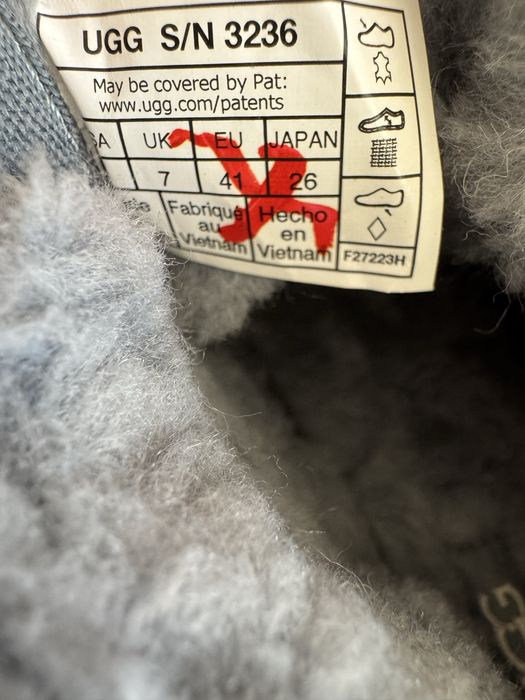 UGG S/N 3236
May be covered by Pat:
www.ugg.com/patents
UK EU JAPAN
7 41 26
Fabriqué Hecho
au en
Vietnam Vietnam
F27223H